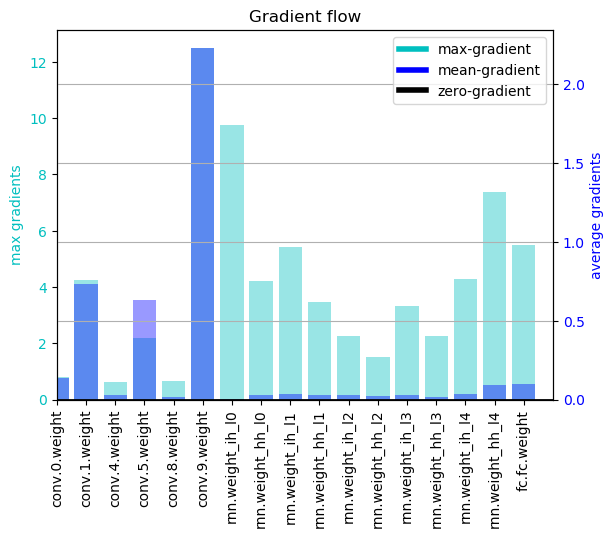 Gradient flow
max-gradient
mean-gradient
zero-gradient
max gradients
12
10
8
6
4
2
0
2.0
1.5
1.0
0.5
0.0
average gradients
conv.0.weight
conv.1.weight
conv.4.weight
conv.5.weight
conv.8.weight
conv.9.weight
rnn.weight_ih_l0
rnn.weight_hh_l0
rnn.weight_ih_l1
rnn.weight_hh_l1
rnn.weight_ih_l2
rnn.weight_hh_l2
rnn.weight_ih_l3
rnn.weight_hh_l3
rnn.weight_ih_l4
rnn.weight_hh_l4
fc.fc.weight